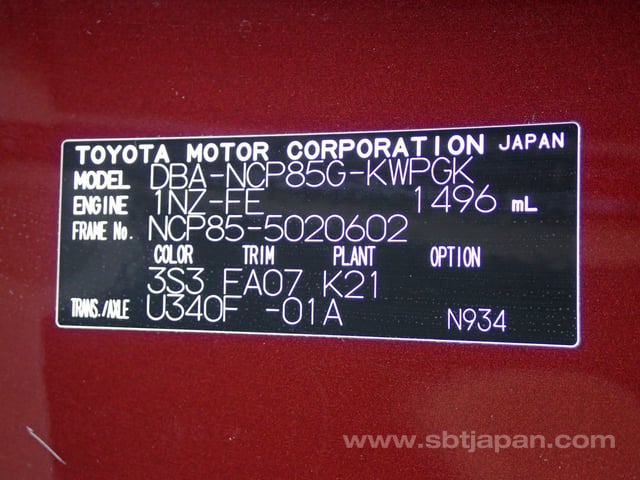 TOYOTA MOTOR CORPORATION JAPAN
MODEL DBA-NCP85G-KWPGK
ENGINE 1NZ-FE 1496 mL
FRAME No. NCP85-5020602
COLOR TRIM PLANT OPTION
3S3 FA07 K21
TRANS./AXLE U340F -01A N934
www.sbtjapan.com